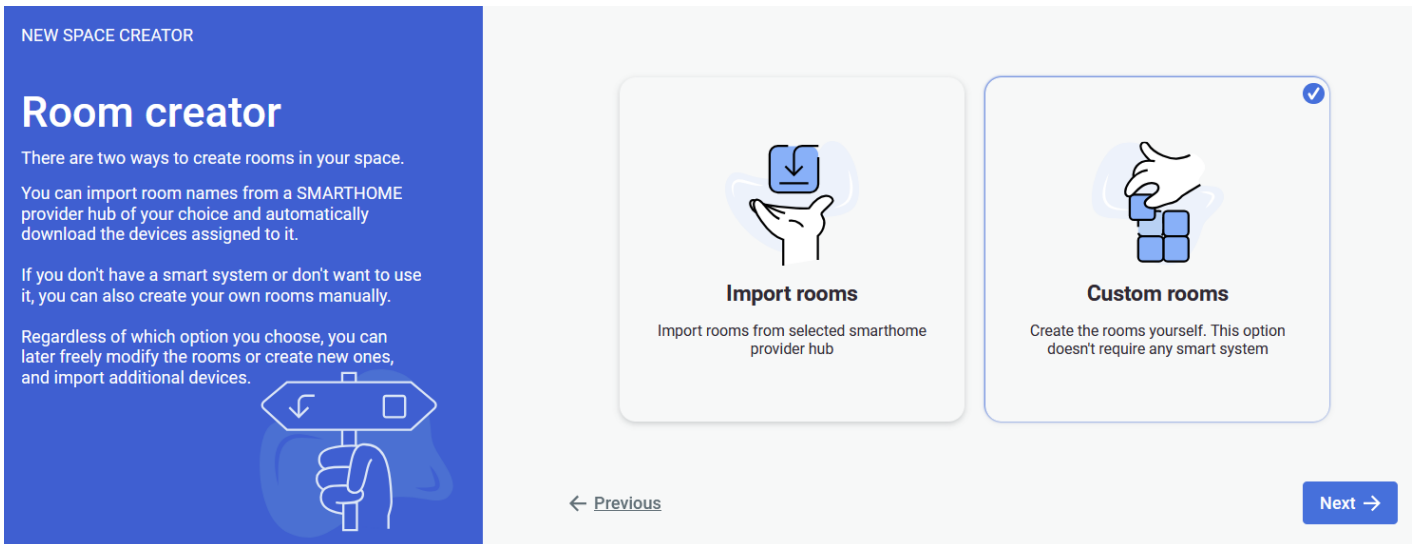 NEW SPACE CREATOR
Room creator
There are two ways to create rooms in your space.
You can import room names from a SMARTHOME
provider hub of your choice and automatically
download the devices assigned to it.
If you don't have a smart system or don't want to use
it, you can also create your own rooms manually.
Regardless of which option you choose, you can
later freely modify the rooms or create new ones,
and import additional devices.
Import rooms
Import rooms from selected smarthome
provider hub
Custom rooms
Create the rooms yourself. This option
doesn't require any smart system
Previous
Next